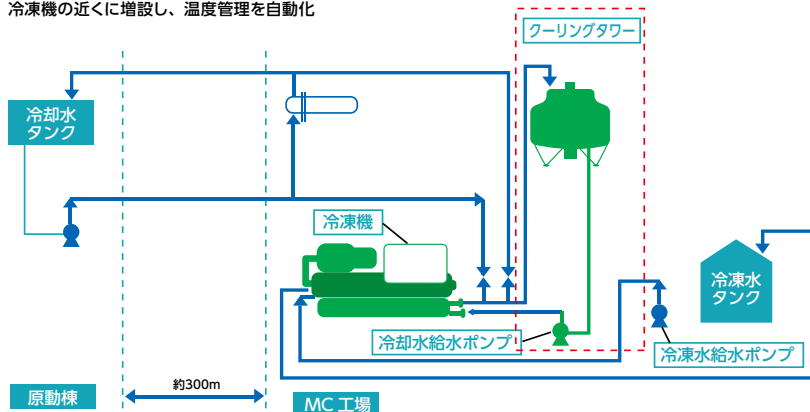 冷凍機の近くに増設し、温度管理を自動化
クーリングタワー
冷却水
タンク
冷凍機
冷凍水
タンク
冷却水給水ポンプ
冷凍水給水ポンプ
原動棟
約300m
MC 工場